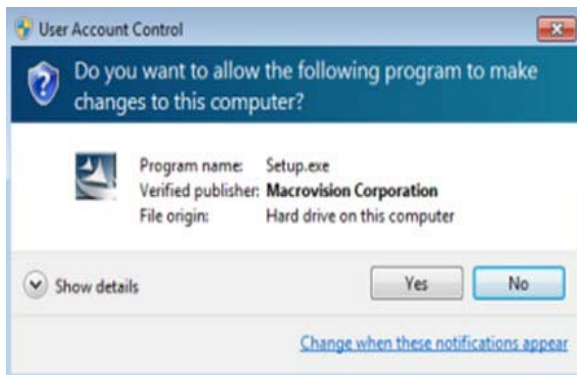 User Account Control
Do you want to allow the following program to make
changes to this computer?
Program name: Setup.exe
Verified publisher: Macrovision Corporation
File origin: Hard drive on this computer
Show details Yes No
Change when these notifications appear